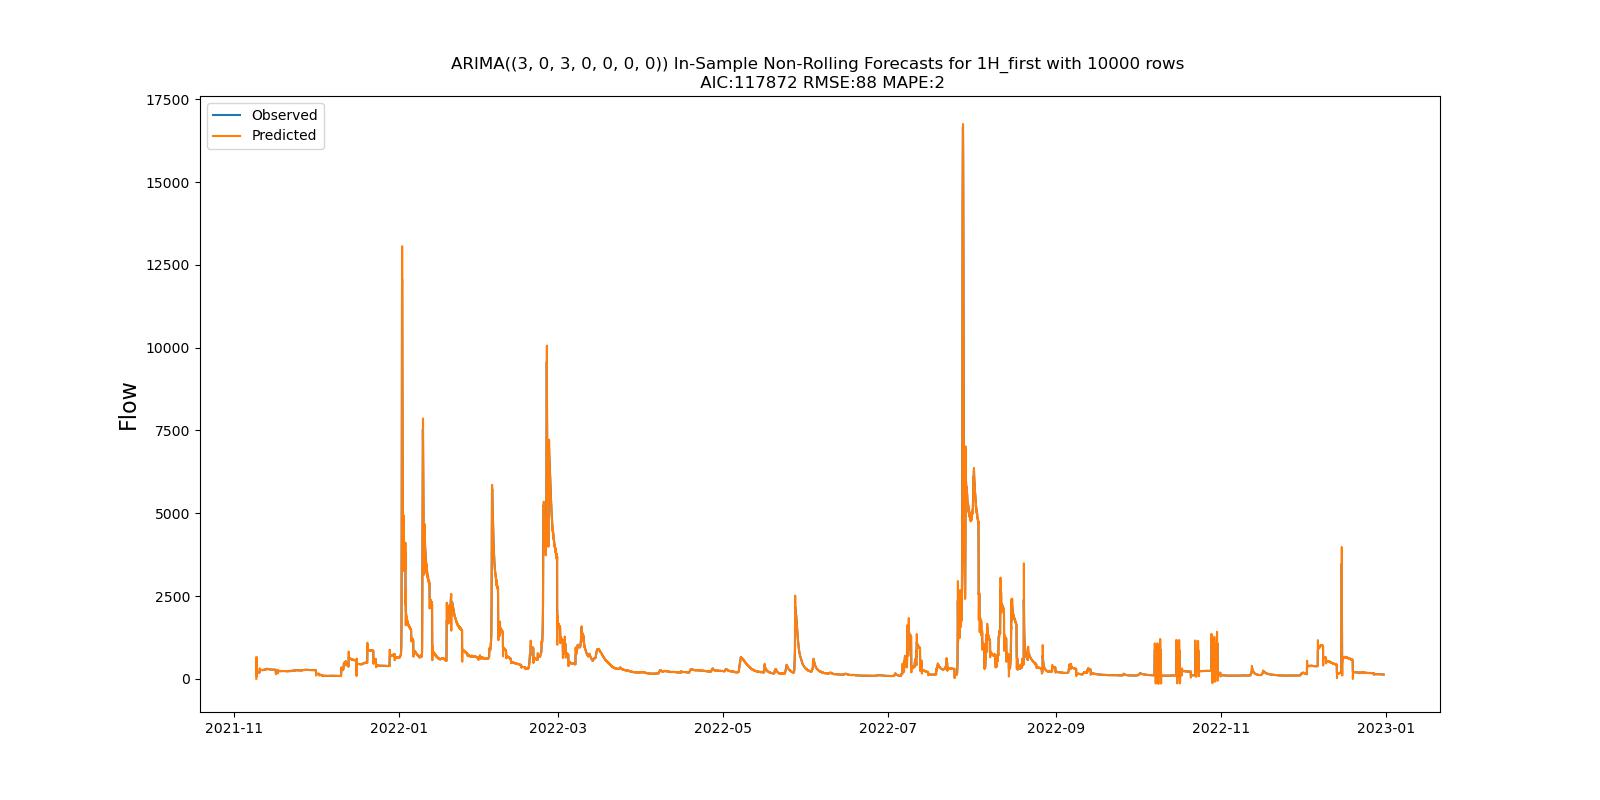 ARIMA((3, 0, 3, 0, 0, 0, 0)) In-Sample Non-Rolling Forecasts for 1H_first with 10000 rows
AIC:117872 RMSE:88 MAPE:2
Observed
Predicted
17500
15000
12500
10000
7500
5000
2500
0
Flow
2021-11 2022-01 2022-03 2022-05 2022-07 2022-09 2022-11 2023-01